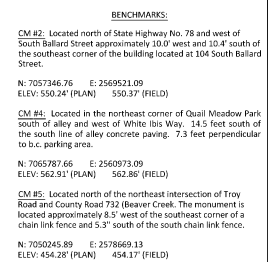 BENCHMARKS:
CM #2: Located north of State Highway No. 78 and west of
South Ballard Street approximately 10.0' west and 10.4' south of
the southeast corner of the building located at 104 South Ballard
Street.
N: 7057346.76 E: 2569521.09
ELEV: 550.24' (PLAN) 550.37' (FIELD)
CM #4: Located in the northeast corner of Quail Meadow Park
south of alley and west of White Ibis Way. 14.5 feet south of
the south line of alley concrete paving. 7.3 feet perpendicular
to b.c. parking area.
N: 7065787.66 E: 2560973.09
ELEV: 562.91' (PLAN) 562.86' (FIELD)
CM #5: Located north of the northeast intersection of Troy
Road and County Road 732 (Beaver Creek. The monument is
located approximately 8.5' west of the southeast corner of a
chain link fence and 5.3" south of the south chain link fence.
N: 7050245.89 E: 2578669.13
ELEV: 454.28' (PLAN) 454.17' (FIELD)